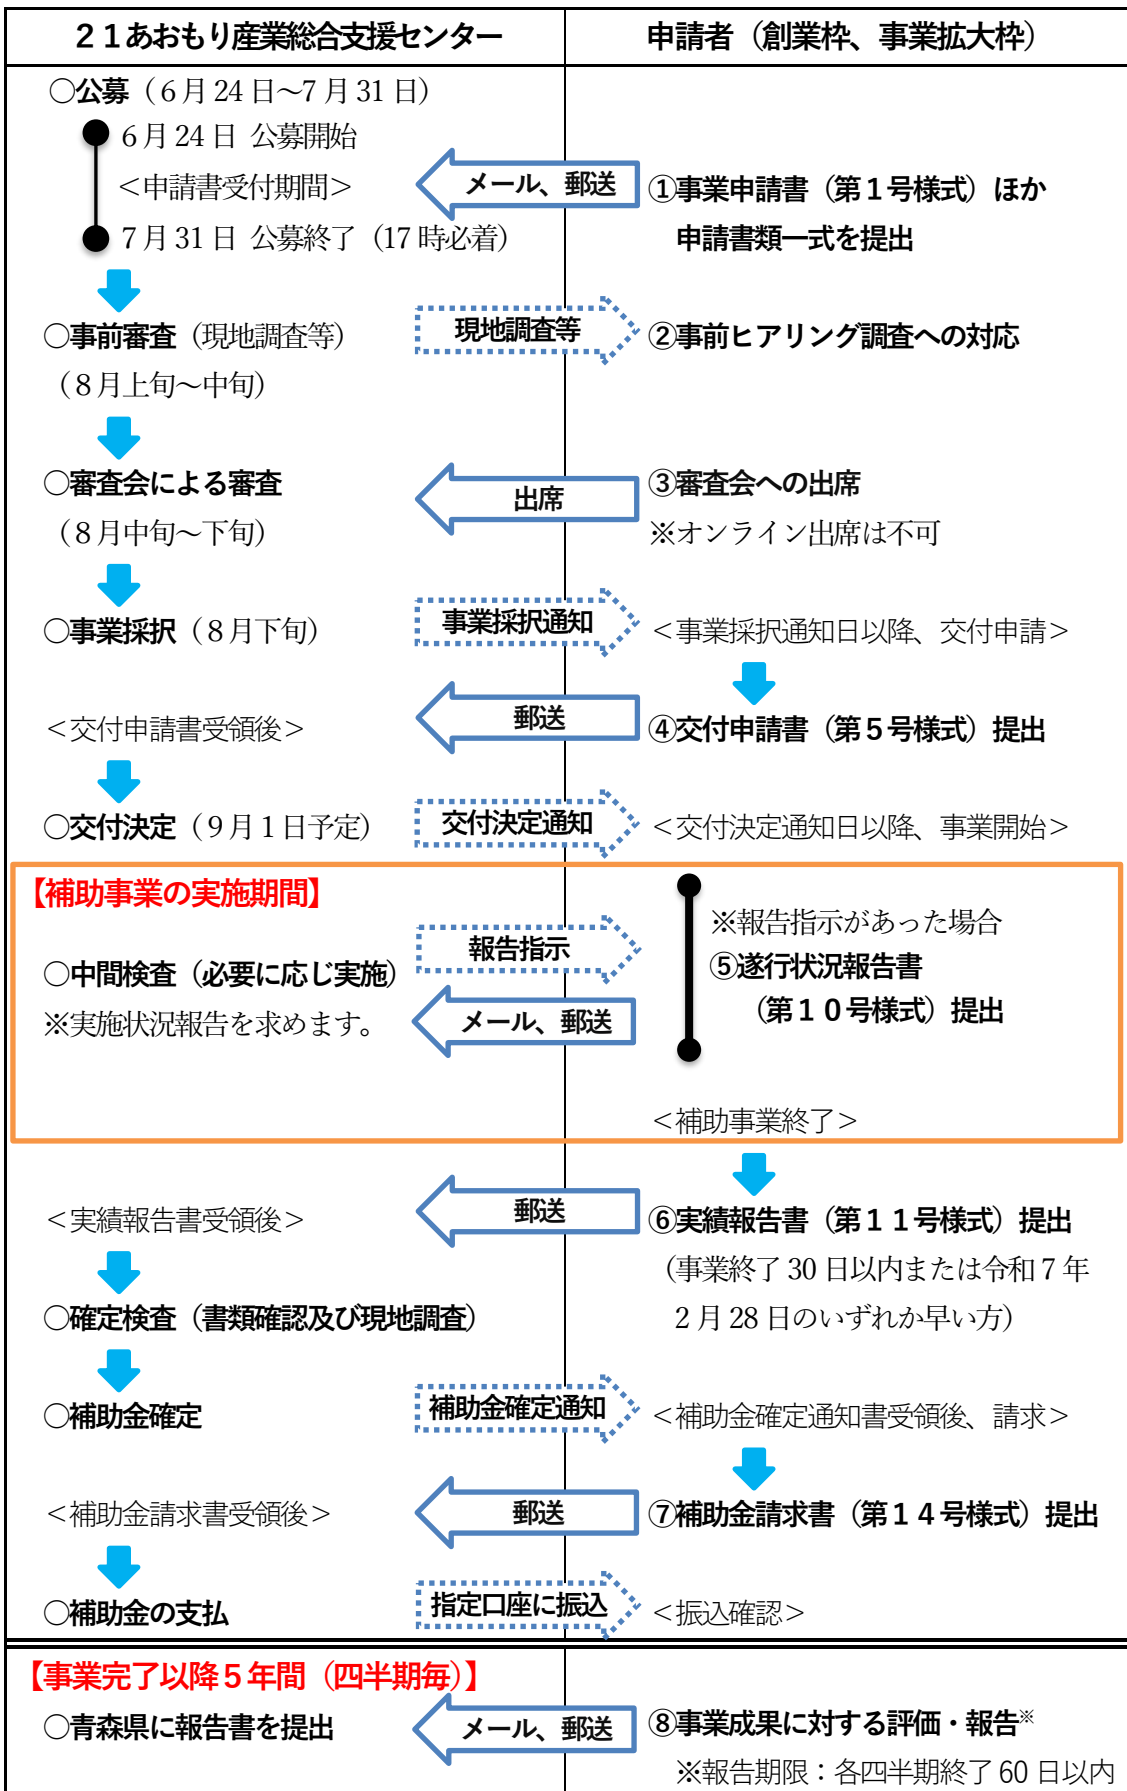 ２１あおもり産業総合支援センター
申請者（創業枠、事業拡大枠）
○公募（６月24日～7月31日）
6月24日 公募開始
＜申請書受付期間＞
7月31日 公募終了（17時必着）
メール、郵送
①事業申請書（第１号様式）ほか
申請書類一式を提出
○事前審査（現地調査等）
（８月上旬～中旬）
現地調査等
②事前ヒアリング調査への対応
○審査会による審査
（８月中旬～下旬）
出席
③審査会への出席
※オンライン出席は不可
○事業採択（８月下旬）
事業採択通知
＜事業採択通知日以降、交付申請＞
＜交付申請書受領後＞
郵送
④交付申請書（第５号様式）提出
○交付決定（９月１日予定）
交付決定通知
＜交付決定通知日以降、事業開始＞
【補助事業の実施期間】
○中間検査（必要に応じ実施）
※実施状況報告を求めます。
報告指示
メール、郵送
※報告指示があった場合
⑤遂行状況報告書
（第１０号様式）提出
＜補助事業終了＞
＜実績報告書受領後＞
郵送
⑥実績報告書（第１１号様式）提出
（事業終了30日以内または令和７年
２月28日のいずれか早い方）
○確定検査（書類確認及び現地調査）
○補助金確定
補助金確定通知
＜補助金確定通知書受領後、請求＞
＜補助金請求書受領後＞
郵送
⑦補助金請求書（第１４号様式）提出
○補助金の支払
指定口座に振込
＜振込確認＞
【事業完了以降５年間（四半期毎）】
○青森県に報告書を提出
メール、郵送
⑧事業成果に対する評価・報告※
※報告期限：各四半期終了60日以内